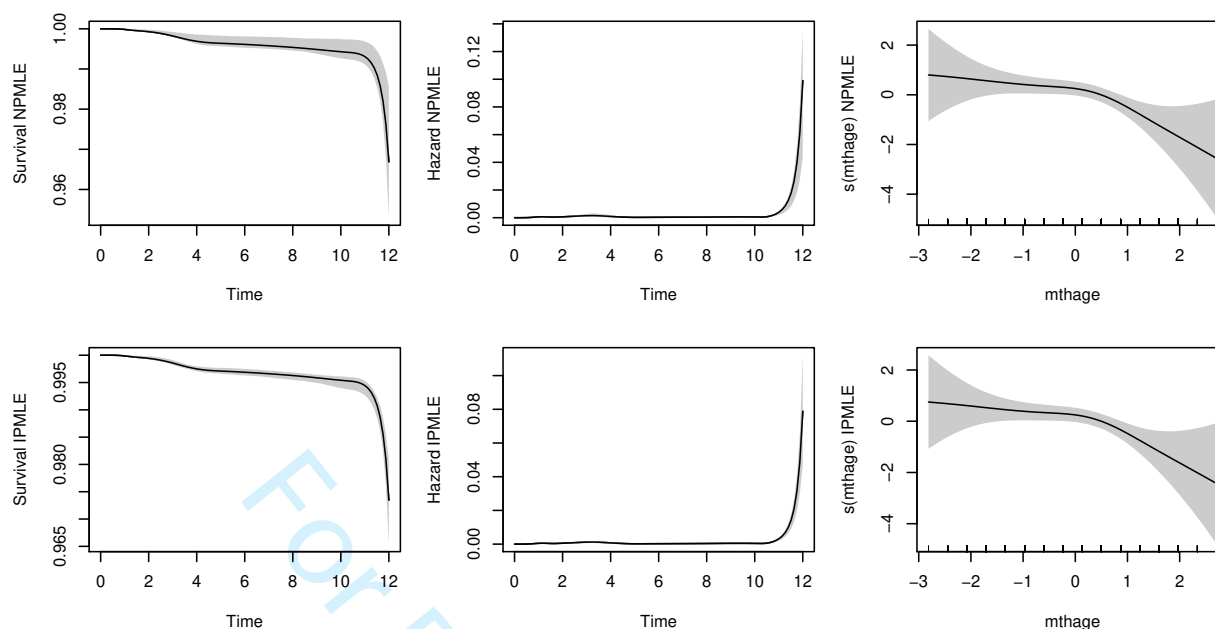 Survival NPMLE
1.00
0.98
0.96
0 2 4 6 8 10 12
Time
Hazard NPMLE
0.12
0.08
0.04
0.00
0 2 4 6 8 10 12
Time
s(mthage) NPMLE
2
0
−2
−4
−3 −2 −1 0 1 2
mthage
Survival IPMLE
0.995
0.980
0.965
0 2 4 6 8 10 12
Time
Hazard IPMLE
0.08
0.04
0.00
0 2 4 6 8 10 12
Time
s(mthage) IPMLE
2
0
−2
−4
−3 −2 −1 0 1 2
mthage
For